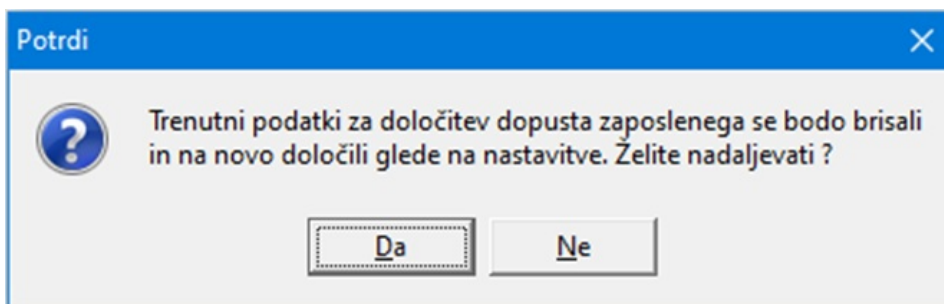 Potrdi
Trenutni podatki za določitev dopusta zaposlenega se bodo brisali
in na novo določili glede na nastavitve. Želite nadaljevati ?
Da
Ne